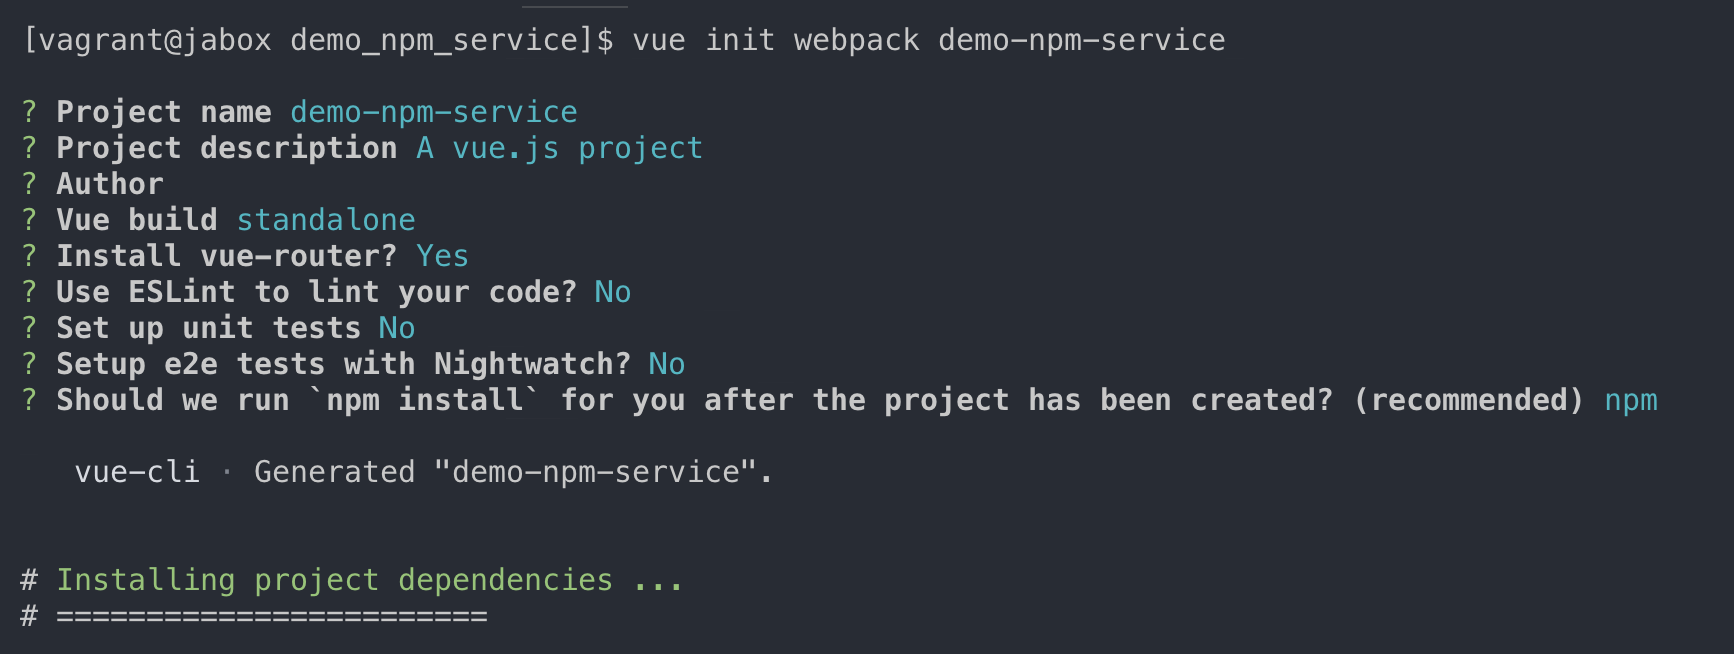 [vagrant@jabox demo_npm_service]$ vue init webpack demo-npm-service
? Project name demo-npm-service
? Project description A vue.js project
? Author
? Vue build standalone
? Install vue-router? Yes
? Use ESLint to lint your code? No
? Set up unit tests No
? Setup e2e tests with Nightwatch? No
? Should we run `npm install` for you after the project has been created? (recommended) npm
vue-cli · Generated "demo-npm-service".
# Installing project dependencies ...
# ========================